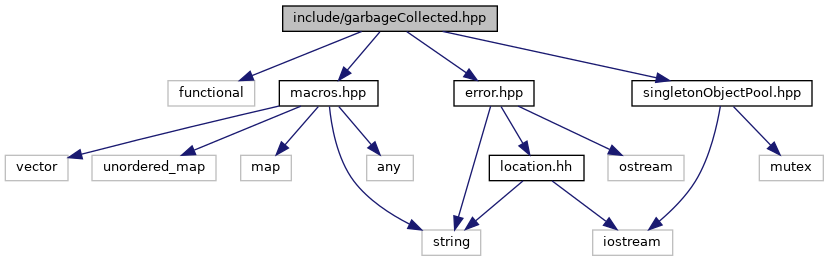 include/garbageCollected.hpp
functional
macros.hpp
error.hpp
singletonObjectPool.hpp
vector
unordered_map
map
any
location.hh
ostream
mutex
string
iostream